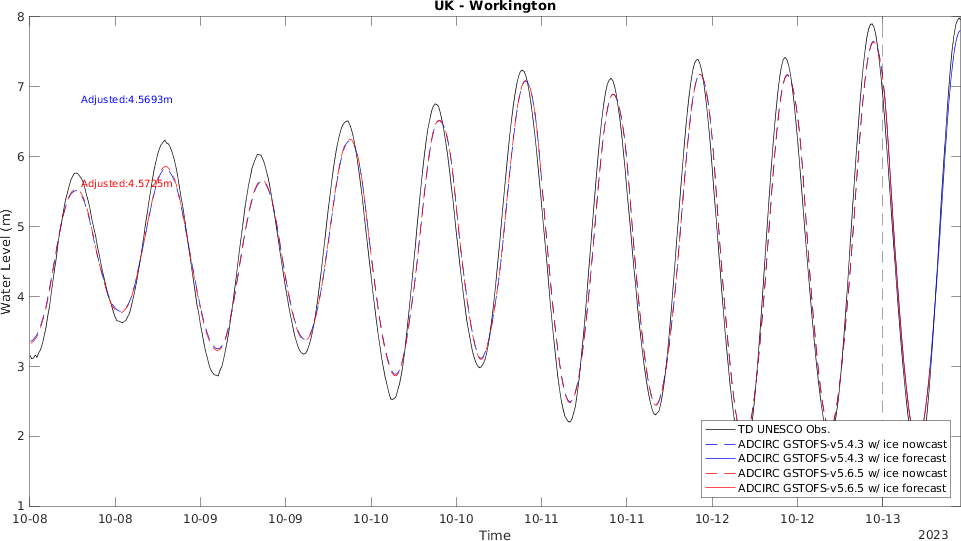 UK - Workington
8
7
6
5
4
3
2
1
Water Level (m)
Adjusted:4.5693m
Adjusted:4.5725m
TD UNESCO Obs.
ADCIRC GSTOFS-v5.4.3 w/ ice nowcast
ADCIRC GSTOFS-v5.4.3 w/ ice forecast
ADCIRC GSTOFS-v5.6.5 w/ ice nowcast
ADCIRC GSTOFS-v5.6.5 w/ ice forecast
10-08 10-08 10-09 10-09 10-10 10-10 10-11 10-11 10-12 10-12 10-13
Time
2023